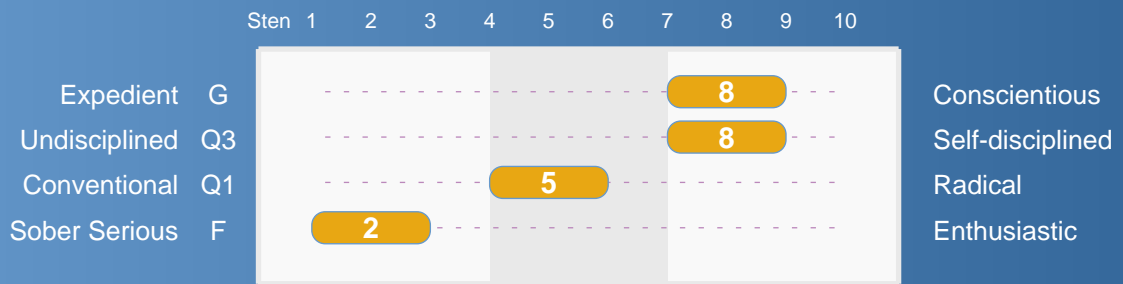 Sten 1 2 3 4 5 6 7 8 9 10
Expedient G 8 Conscientious
Undisciplined Q3 8 Self-disciplined
Conventional Q1 5 Radical
Sober Serious F 2 Enthusiastic